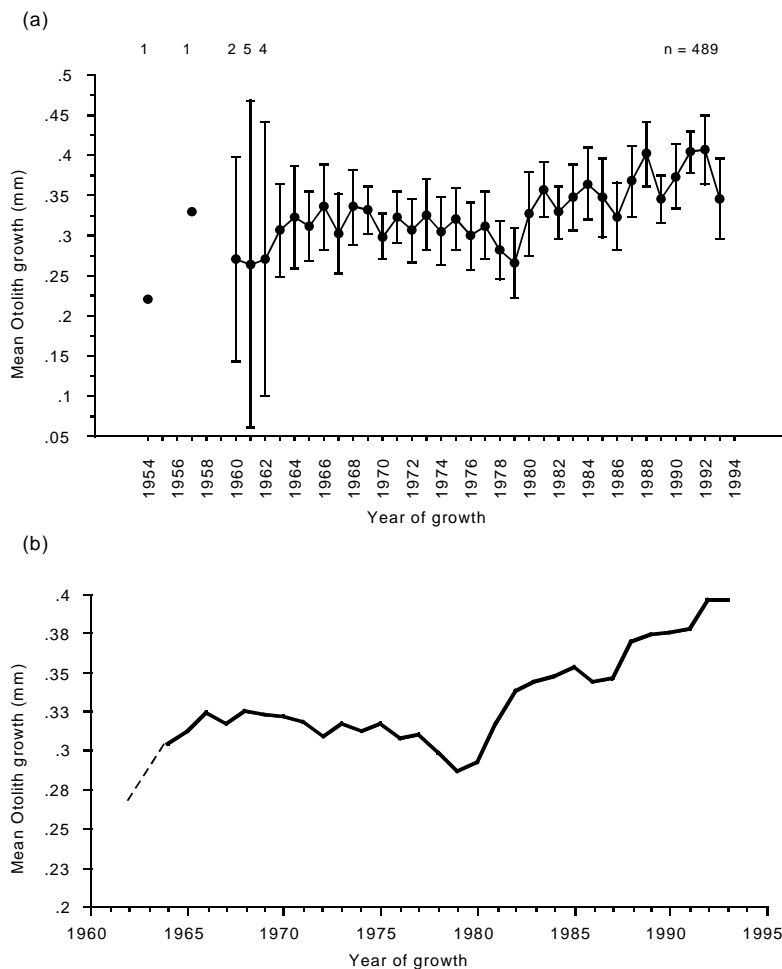 (a)
1 1 2 5 4 n = 489
.5
.45
.4
.35
.3
.25
.2
.15
.1
.05
Mean Otolith growth (mm)
1954 1956 1958 1960 1962 1964 1966 1968 1970 1972 1974 1976 1978 1980 1982 1984 1986 1988 1990 1992 1994
Year of growth
(b)
.4
.38
.35
.33
.3
.28
.25
.23
.2
Mean Otolith growth (mm)
1960 1965 1970 1975 1980 1985 1990 1995
Year of growth